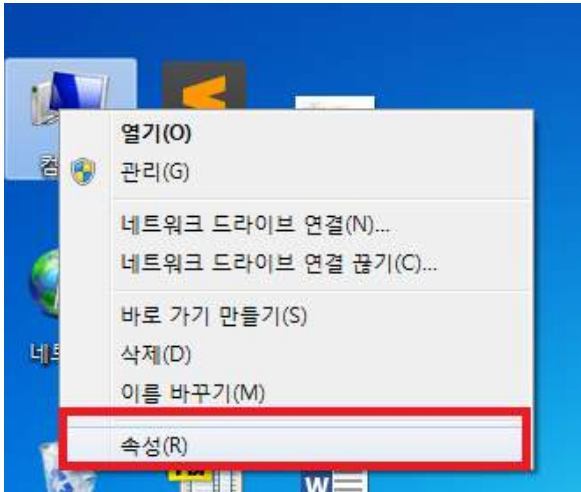 열기(O)
관리(G)
네트워크 드라이브 연결(N)...
네트워크 드라이브 연결 끊기(C)...
바로 가기 만들기(S)
삭제(D)
이름 바꾸기(M)
속성(R)